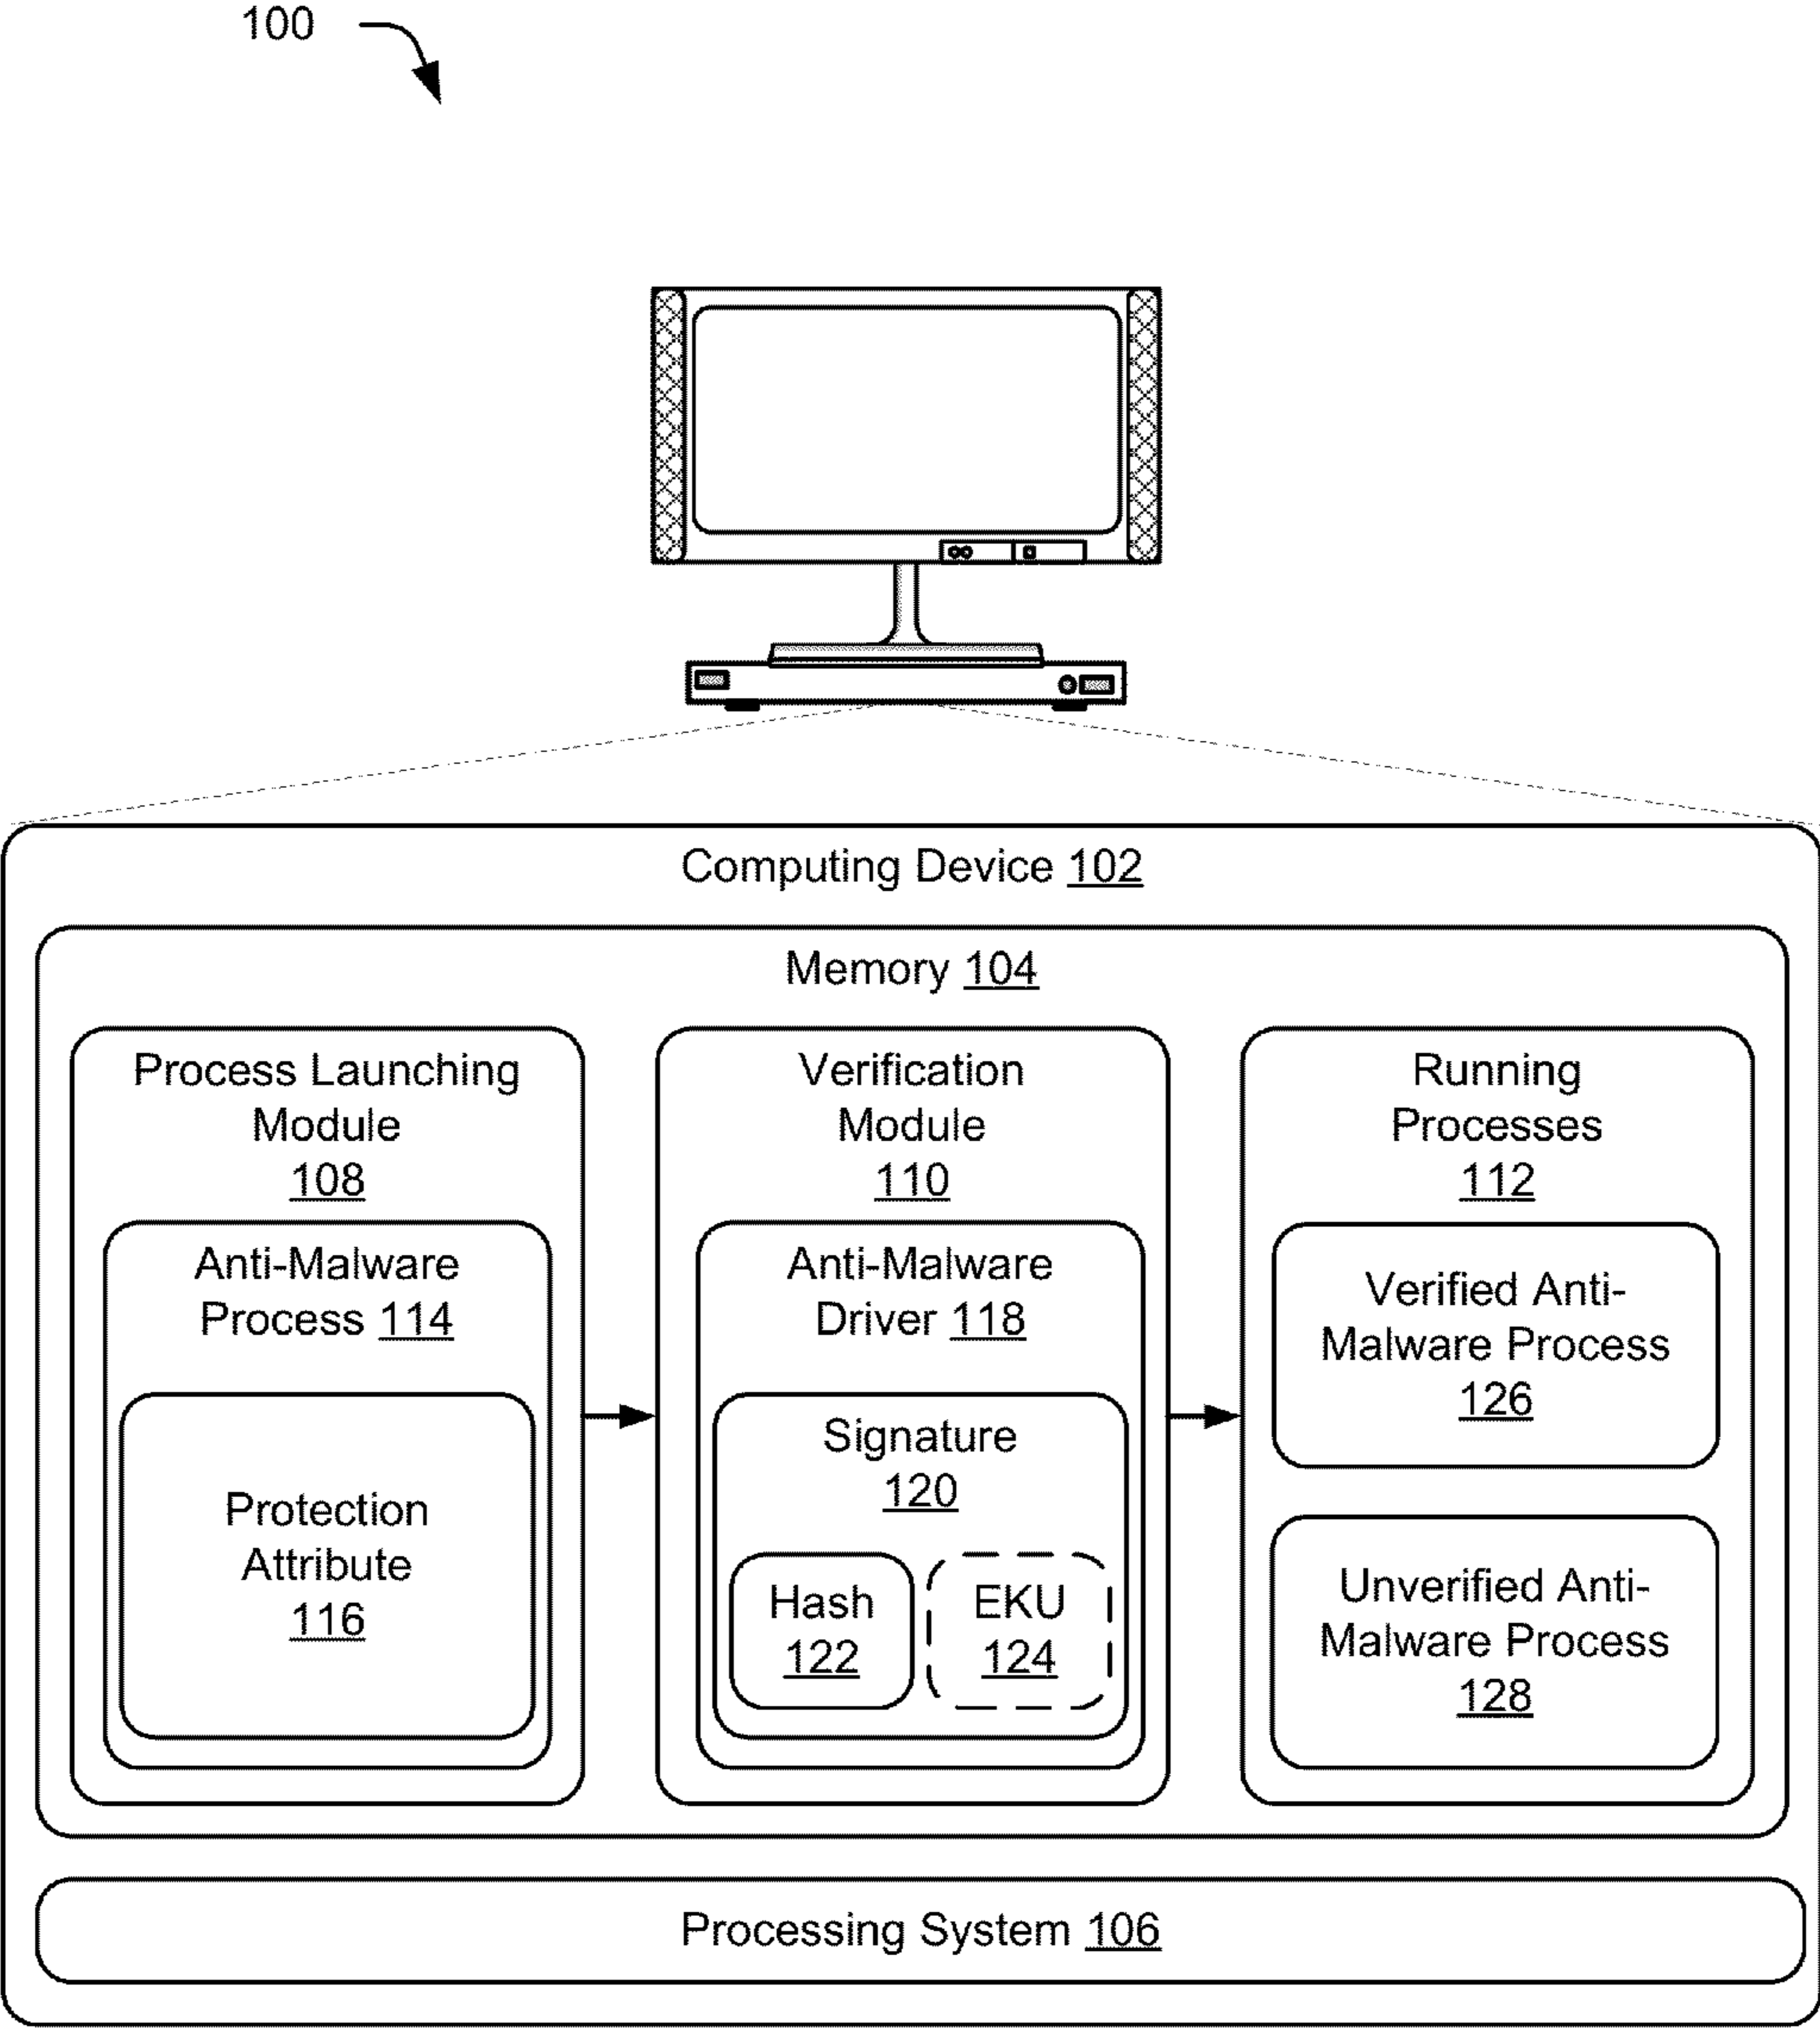 100
Computing Device 102
Memory 104
Process Launching
Module
108
Anti-Malware
Process 114
Protection
Attribute
116
Verification
Module
110
Anti-Malware
Driver 118
Signature
120
Hash
122
EKU
124
Running
Processes
112
Verified Anti-
Malware Process
126
Unverified Anti-
Malware Process
128
Processing System 106